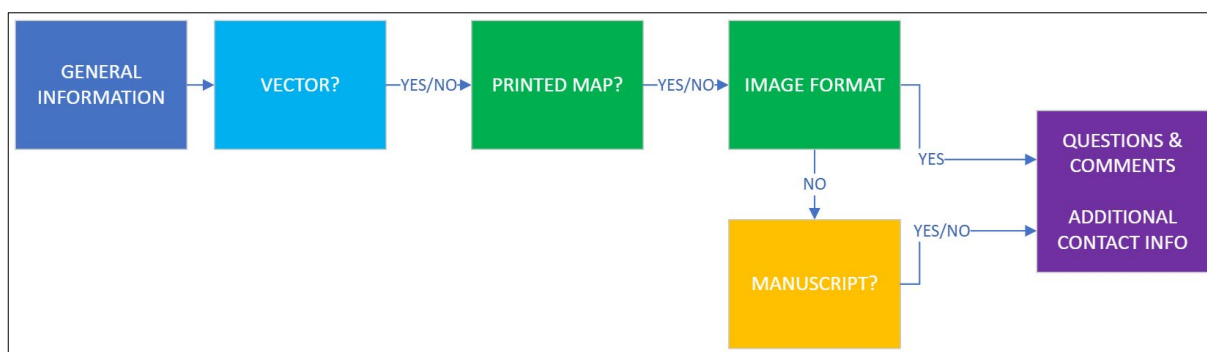 GENERAL
INFORMATION
VECTOR?
YES/NO
PRINTED MAP?
YES/NO
IMAGE FORMAT
YES
NO
QUESTIONS &
COMMENTS
ADDITIONAL
CONTACT INFO
MANUSCRIPT?
YES/NO